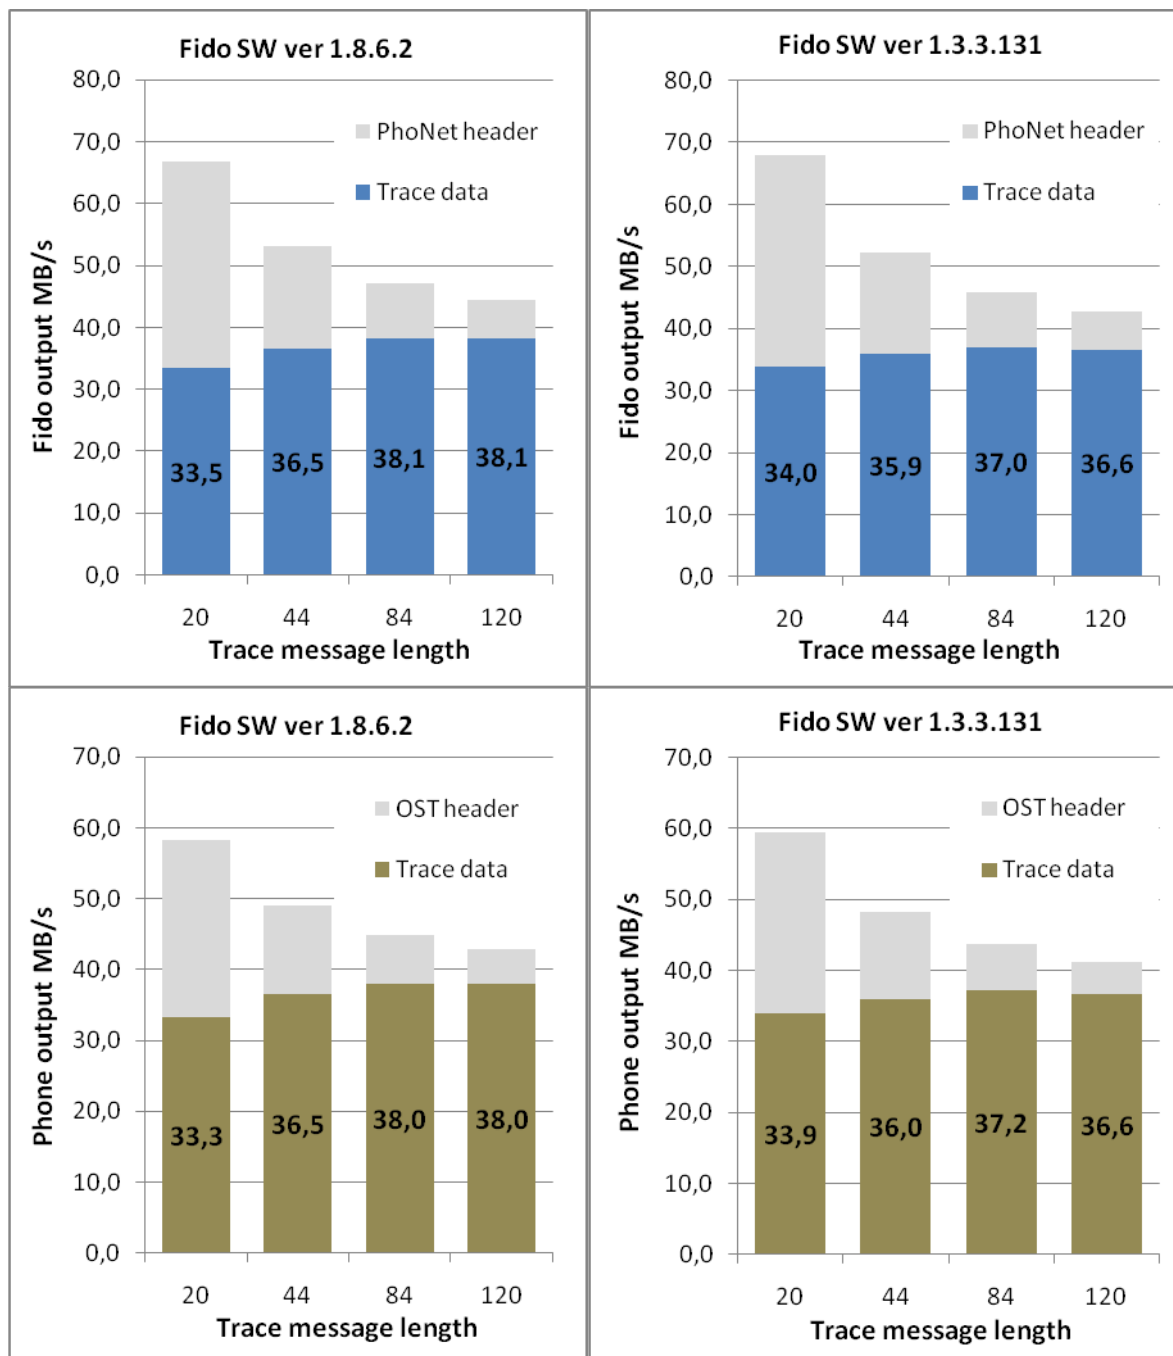 Fido SW ver 1.8.6.2
80,0
70,0
60,0
50,0
40,0
30,0
20,0
10,0
0,0
Fido output MB/s
PhoNet header
Trace data
33,5 36,5 38,1 38,1
20 44 84 120
Trace message length
Fido SW ver 1.3.3.131
80,0
70,0
60,0
50,0
40,0
30,0
20,0
10,0
0,0
Fido output MB/s
PhoNet header
Trace data
34,0 35,9 37,0 36,6
20 44 84 120
Trace message length
Fido SW ver 1.8.6.2
70,0
60,0
50,0
40,0
30,0
20,0
10,0
0,0
Phone output MB/s
OST header
Trace data
33,3 36,5 38,0 38,0
20 44 84 120
Trace message length
Fido SW ver 1.3.3.131
70,0
60,0
50,0
40,0
30,0
20,0
10,0
0,0
Phone output MB/s
OST header
Trace data
33,9 36,0 37,2 36,6
20 44 84 120
Trace message length